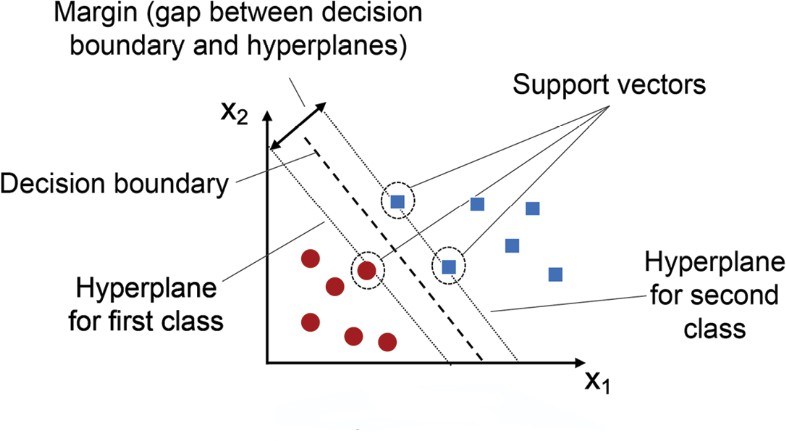 Margin (gap between decision
boundary and hyperplanes)
Support vectors
x₂
Decision boundary
Hyperplane
for first class
Hyperplane
for second
class
x₁